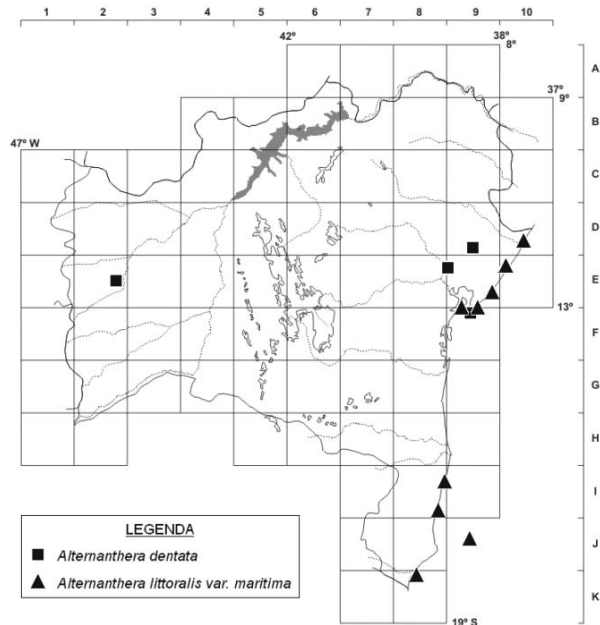 1 2 3 4 5 6 7 8 9 10
42º 38º
8º
A
37º
9º
B
47º W
C
D
E
13º
F
G
H
I
J
K
19º S
LEGENDA
Alternanthera dentata
Alternanthera littoralis var. maritima